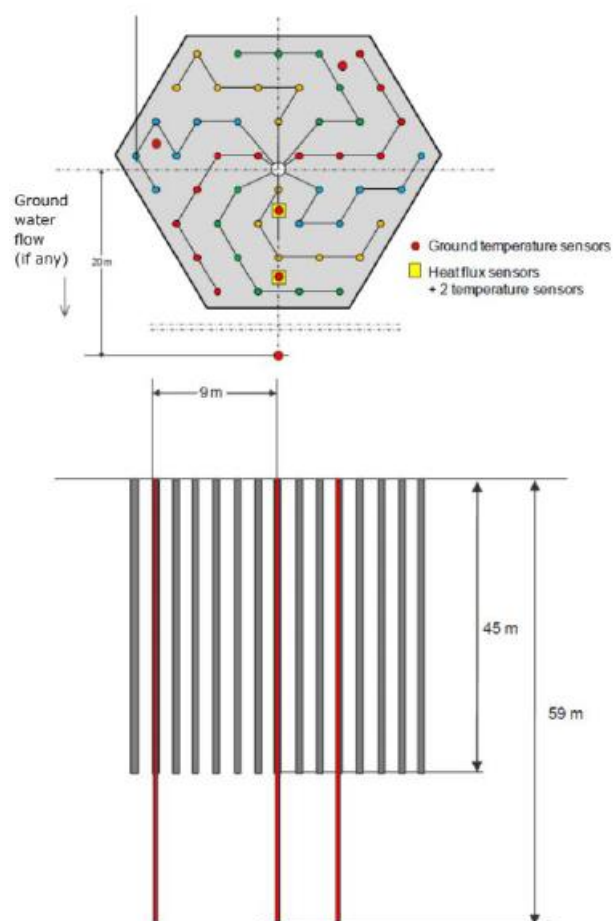 Ground
water
flow
(if any)
20 m
Ground temperature sensors
Heat flux sensors
+ 2 temperature sensors
9 m
45 m
59 m